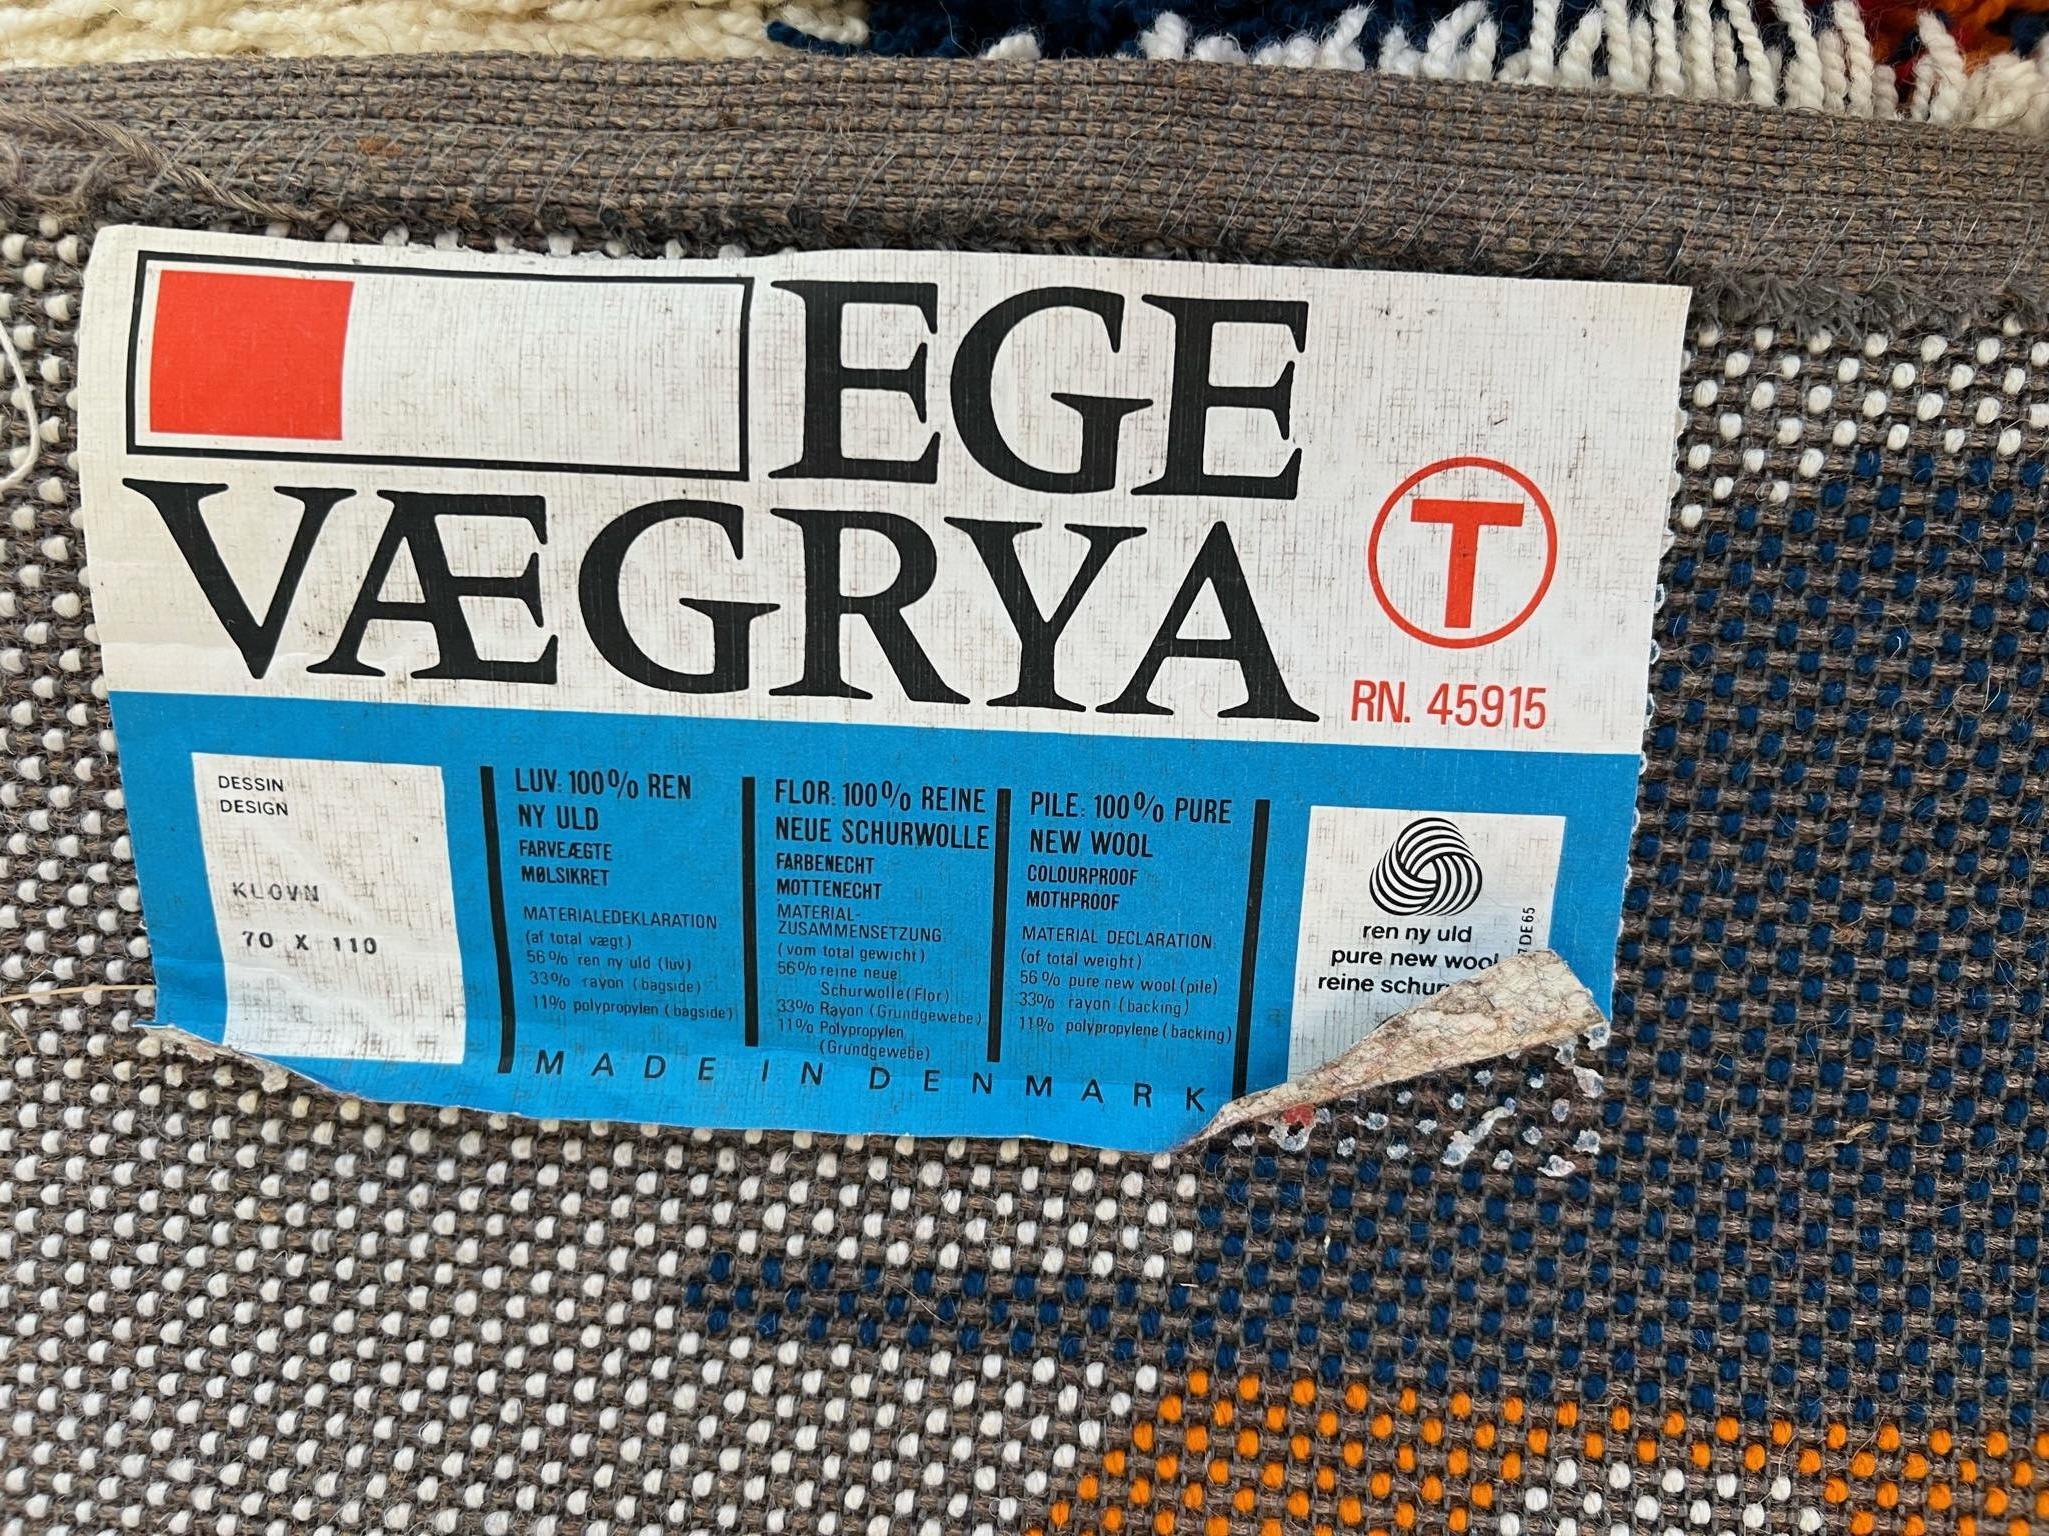 EGE
VÆGRYA
T
RN. 45915
DESSIN
DESIGN
KLOVN
70 X 110
LUV: 100% REN
NY ULD
FARVEÆGTE
MØLSIKRET
MATERIALEDEKLARATION
(af total vægt)
56% ren ny uld (luv)
33% rayon (bagside)
11% polypropylen (bagside)
FLOR: 100% REINE
NEUE SCHURWOLLE
FARBENECHT
MOTTENECHT
MATERIAL-
ZUSAMMENSETZUNG:
(vom total gewicht)
56% reine neue
Schurwolle (Flor)
33% Rayon (Grundgewebe)
11% Polypropylen
(Grundgewebe)
PILE: 100% PURE
NEW WOOL
COLOURPROOF
MOTHPROOF
MATERIAL DECLARATION:
(of total weight)
56% pure new wool (pile)
33% rayon (backing)
11% polypropylene (backing)
ren ny uld
pure new wool
reine
MADE IN DENMARK